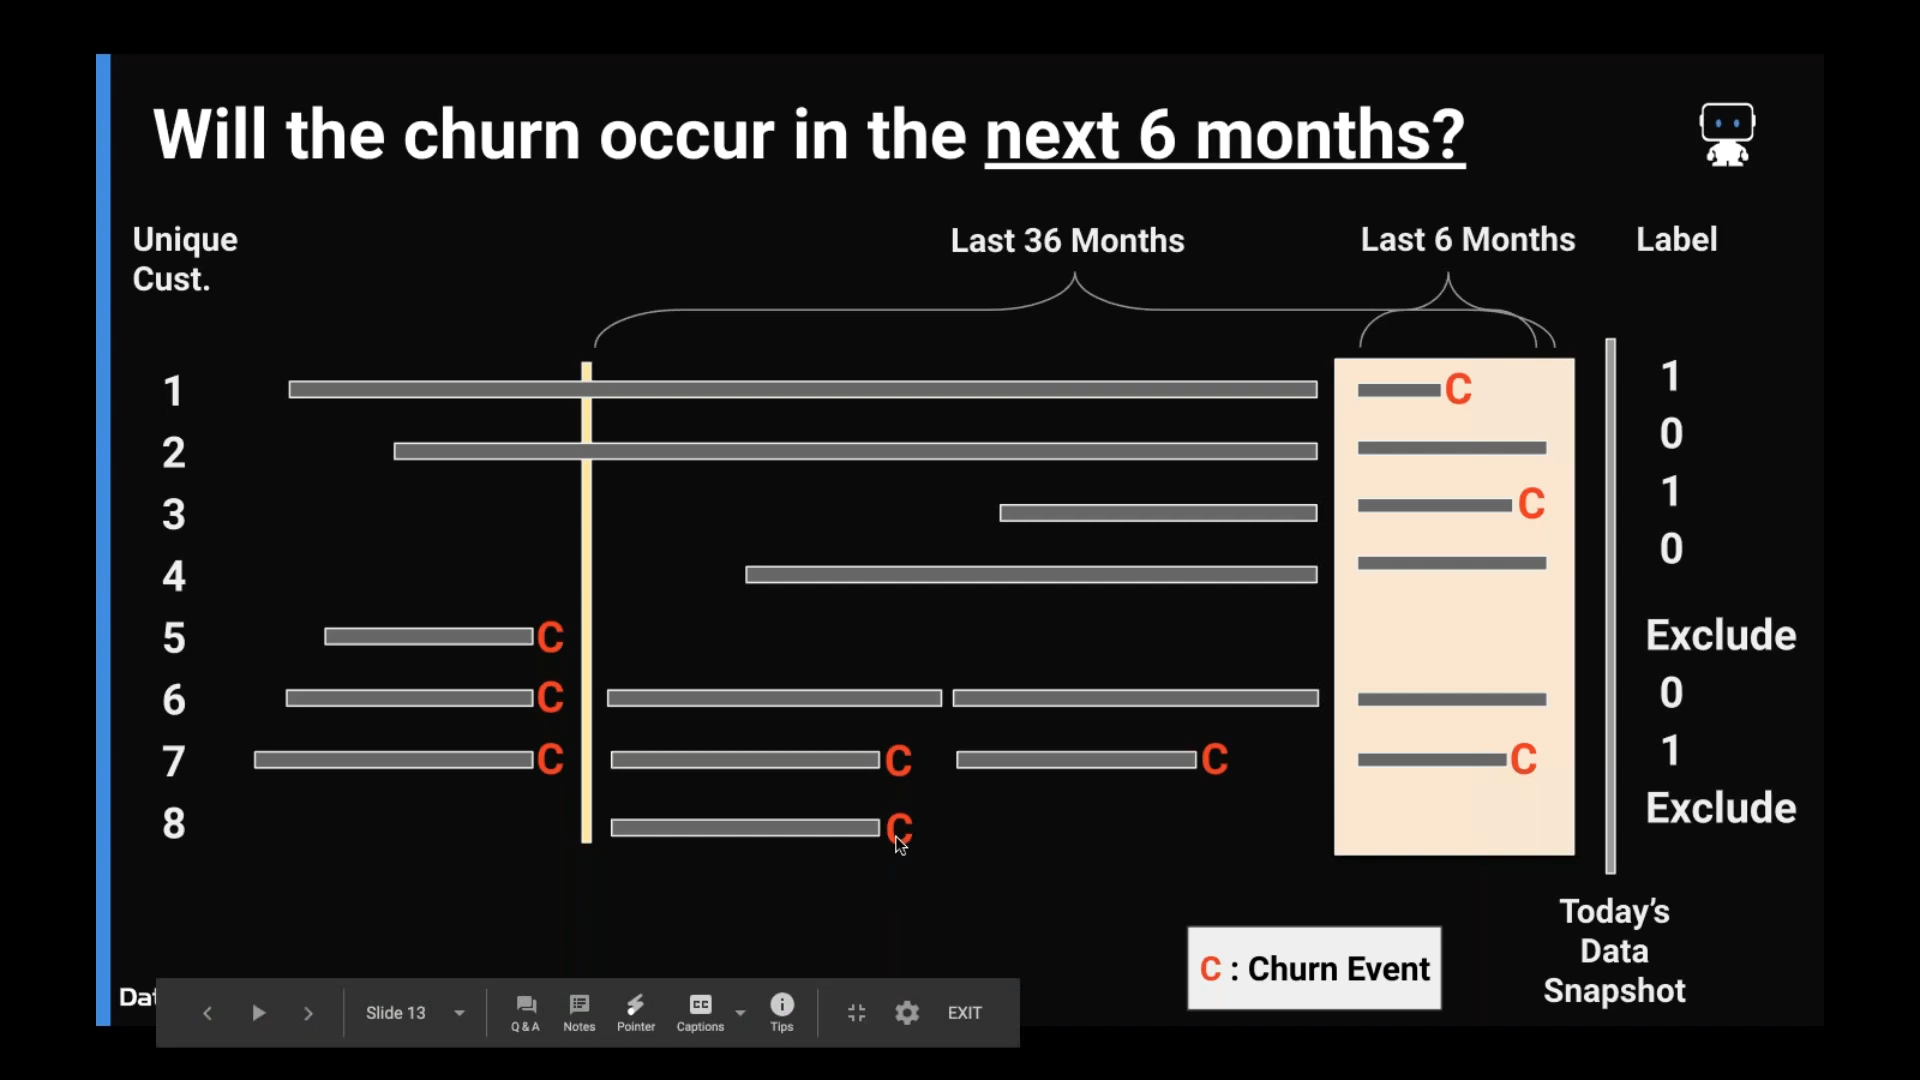 Will the churn occur in the next 6 months?
Unique
Cust.
Last 36 Months
Last 6 Months
Label
1
C
1
2
0
3
C
1
4
0
5
C
Exclude
6
C
0
7
C
C
C
1
8
C
Exclude
C : Churn Event
Today's
Data
Snapshot
Dat
Slide 13
Q & A
Notes
Pointer
CC
Captions
Tips
EXIT